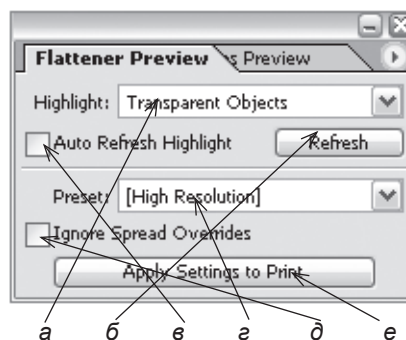 Flattener Preview s Preview
Highlight: Transparent Objects
Auto Refresh Highlight Refresh
Preset: [High Resolution]
Ignore Spread Overrides
Apply Settings to Print
а б в г д е